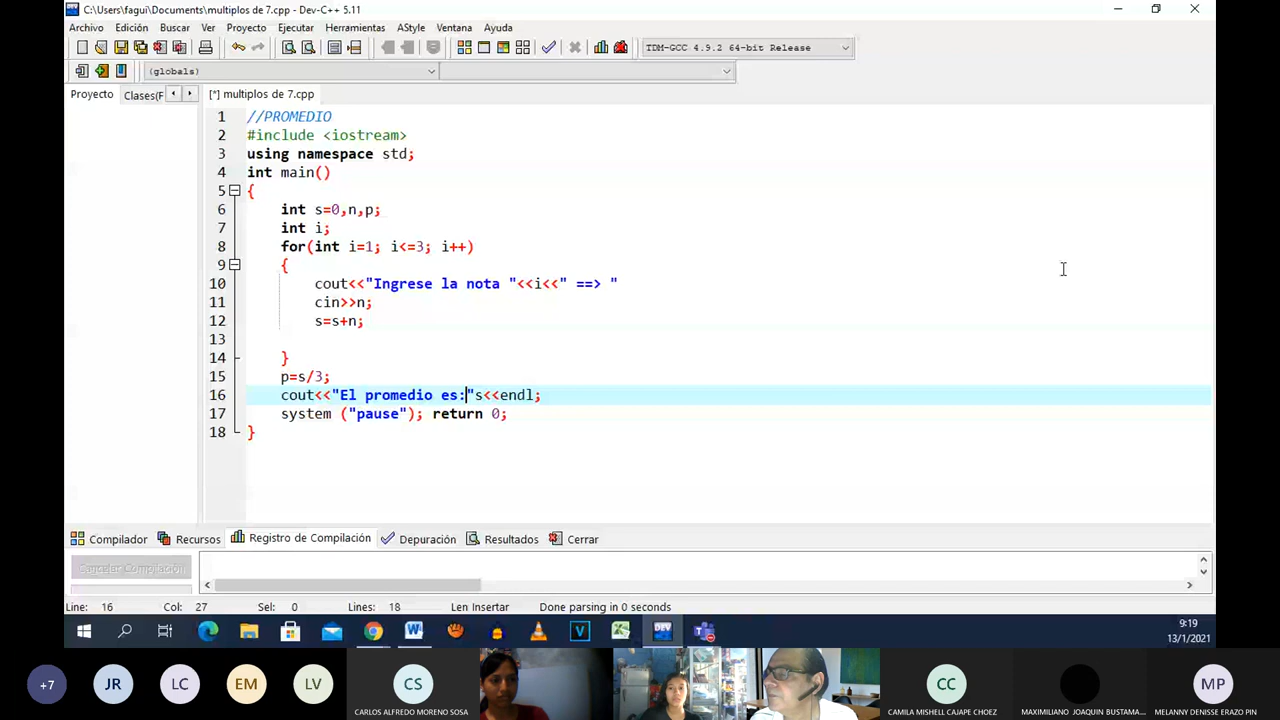 C:\Users\fagui\Documents\multiplos de 7.cpp - Dev-C++ 5.11
Archivo Edición Buscar Ver Proyecto Ejecutar Herramientas AStyle Ventana Ayuda
TDM-GCC 4.9.2 64-bit Release
(globals)
Proyecto Clases(F [*] multiplos de 7.cpp
1 //PROMEDIO
2 #include <iostream>
3 using namespace std;
4 int main()
5 {
6 int s=0,n,p;
7 int i;
8 for(int i=1; i<=3; i++)
9 {
10 cout<<"Ingrese la nota "<<i<<" ==> "
11 cin>>n;
12 s=s+n;
13
14 }
15 p=s/3;
16 cout<<"El promedio es:"s<<endl;
17 system ("pause"); return 0;
18 }
Compilador Recursos Registro de Compilación Depuración Resultados Cerrar
Cancelar Compilación
Line: 16 Col: 27 Sel: 0 Lines: 18 Len Insertar Done parsing in 0 seconds
DEV
9:19
13/1/2021
+7 JR LC EM LV CS CC MP
CARLOS ALFREDO MORENO SOSA CAMILA MISHELL CAJAPE CHOEZ MAXIMILIANO JOAQUIN BUSTAMA... MELANNY DENISSE ERAZO PIN